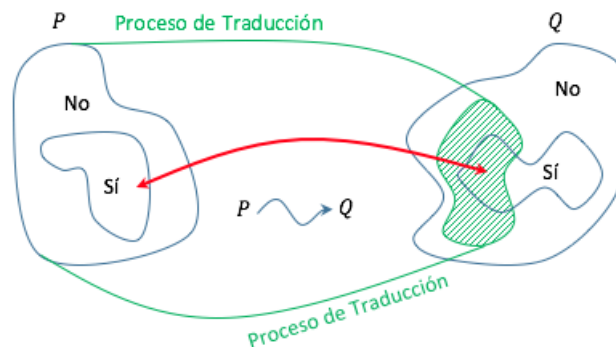 P
Proceso de Traducción
Q
No
No
Sí
Sí
P
Q
Proceso de Traducción